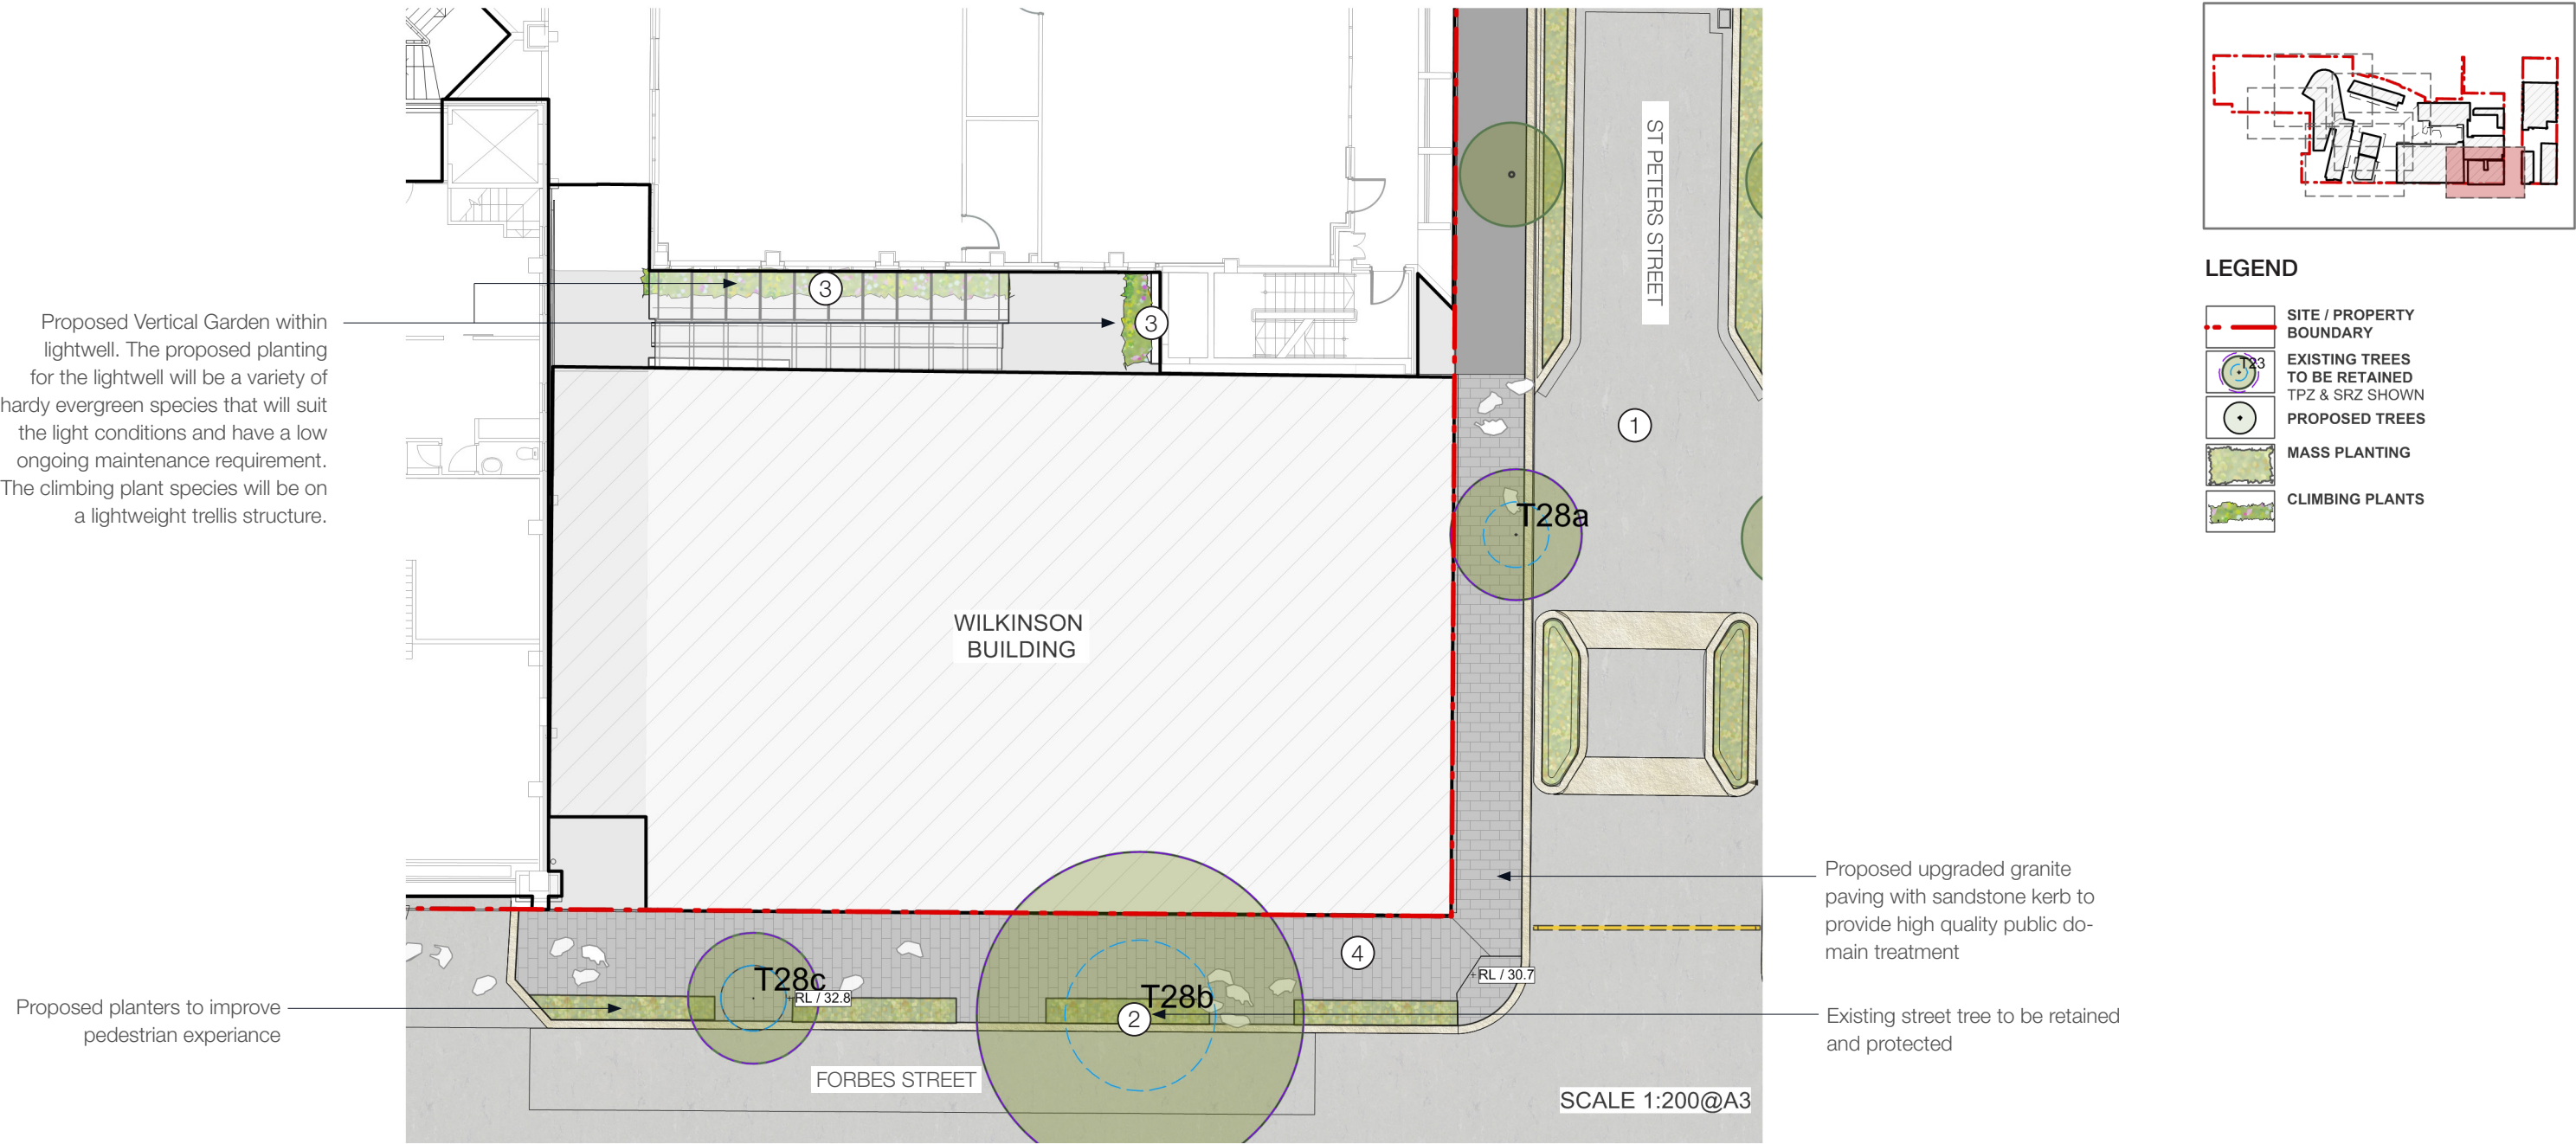 Proposed Vertical Garden within
lightwell. The proposed planting
for the lightwell will be a variety of
hardy evergreen species that will suit
the light conditions and have a low
ongoing maintenance requirement.
The climbing plant species will be on
a lightweight trellis structure.
Proposed planters to improve
pedestrian experiance
3
3
ST PETERS STREET
1
T28a
WILKINSON
BUILDING
4
T28c
RL / 32.8
T28b
2
RL / 30.7
FORBES STREET
SCALE 1:200@A3
Proposed upgraded granite
paving with sandstone kerb to
provide high quality public do-
main treatment
Existing street tree to be retained
and protected
LEGEND
SITE / PROPERTY
BOUNDARY
T23
EXISTING TREES
TO BE RETAINED
TPZ & SRZ SHOWN
PROPOSED TREES
MASS PLANTING
CLIMBING PLANTS